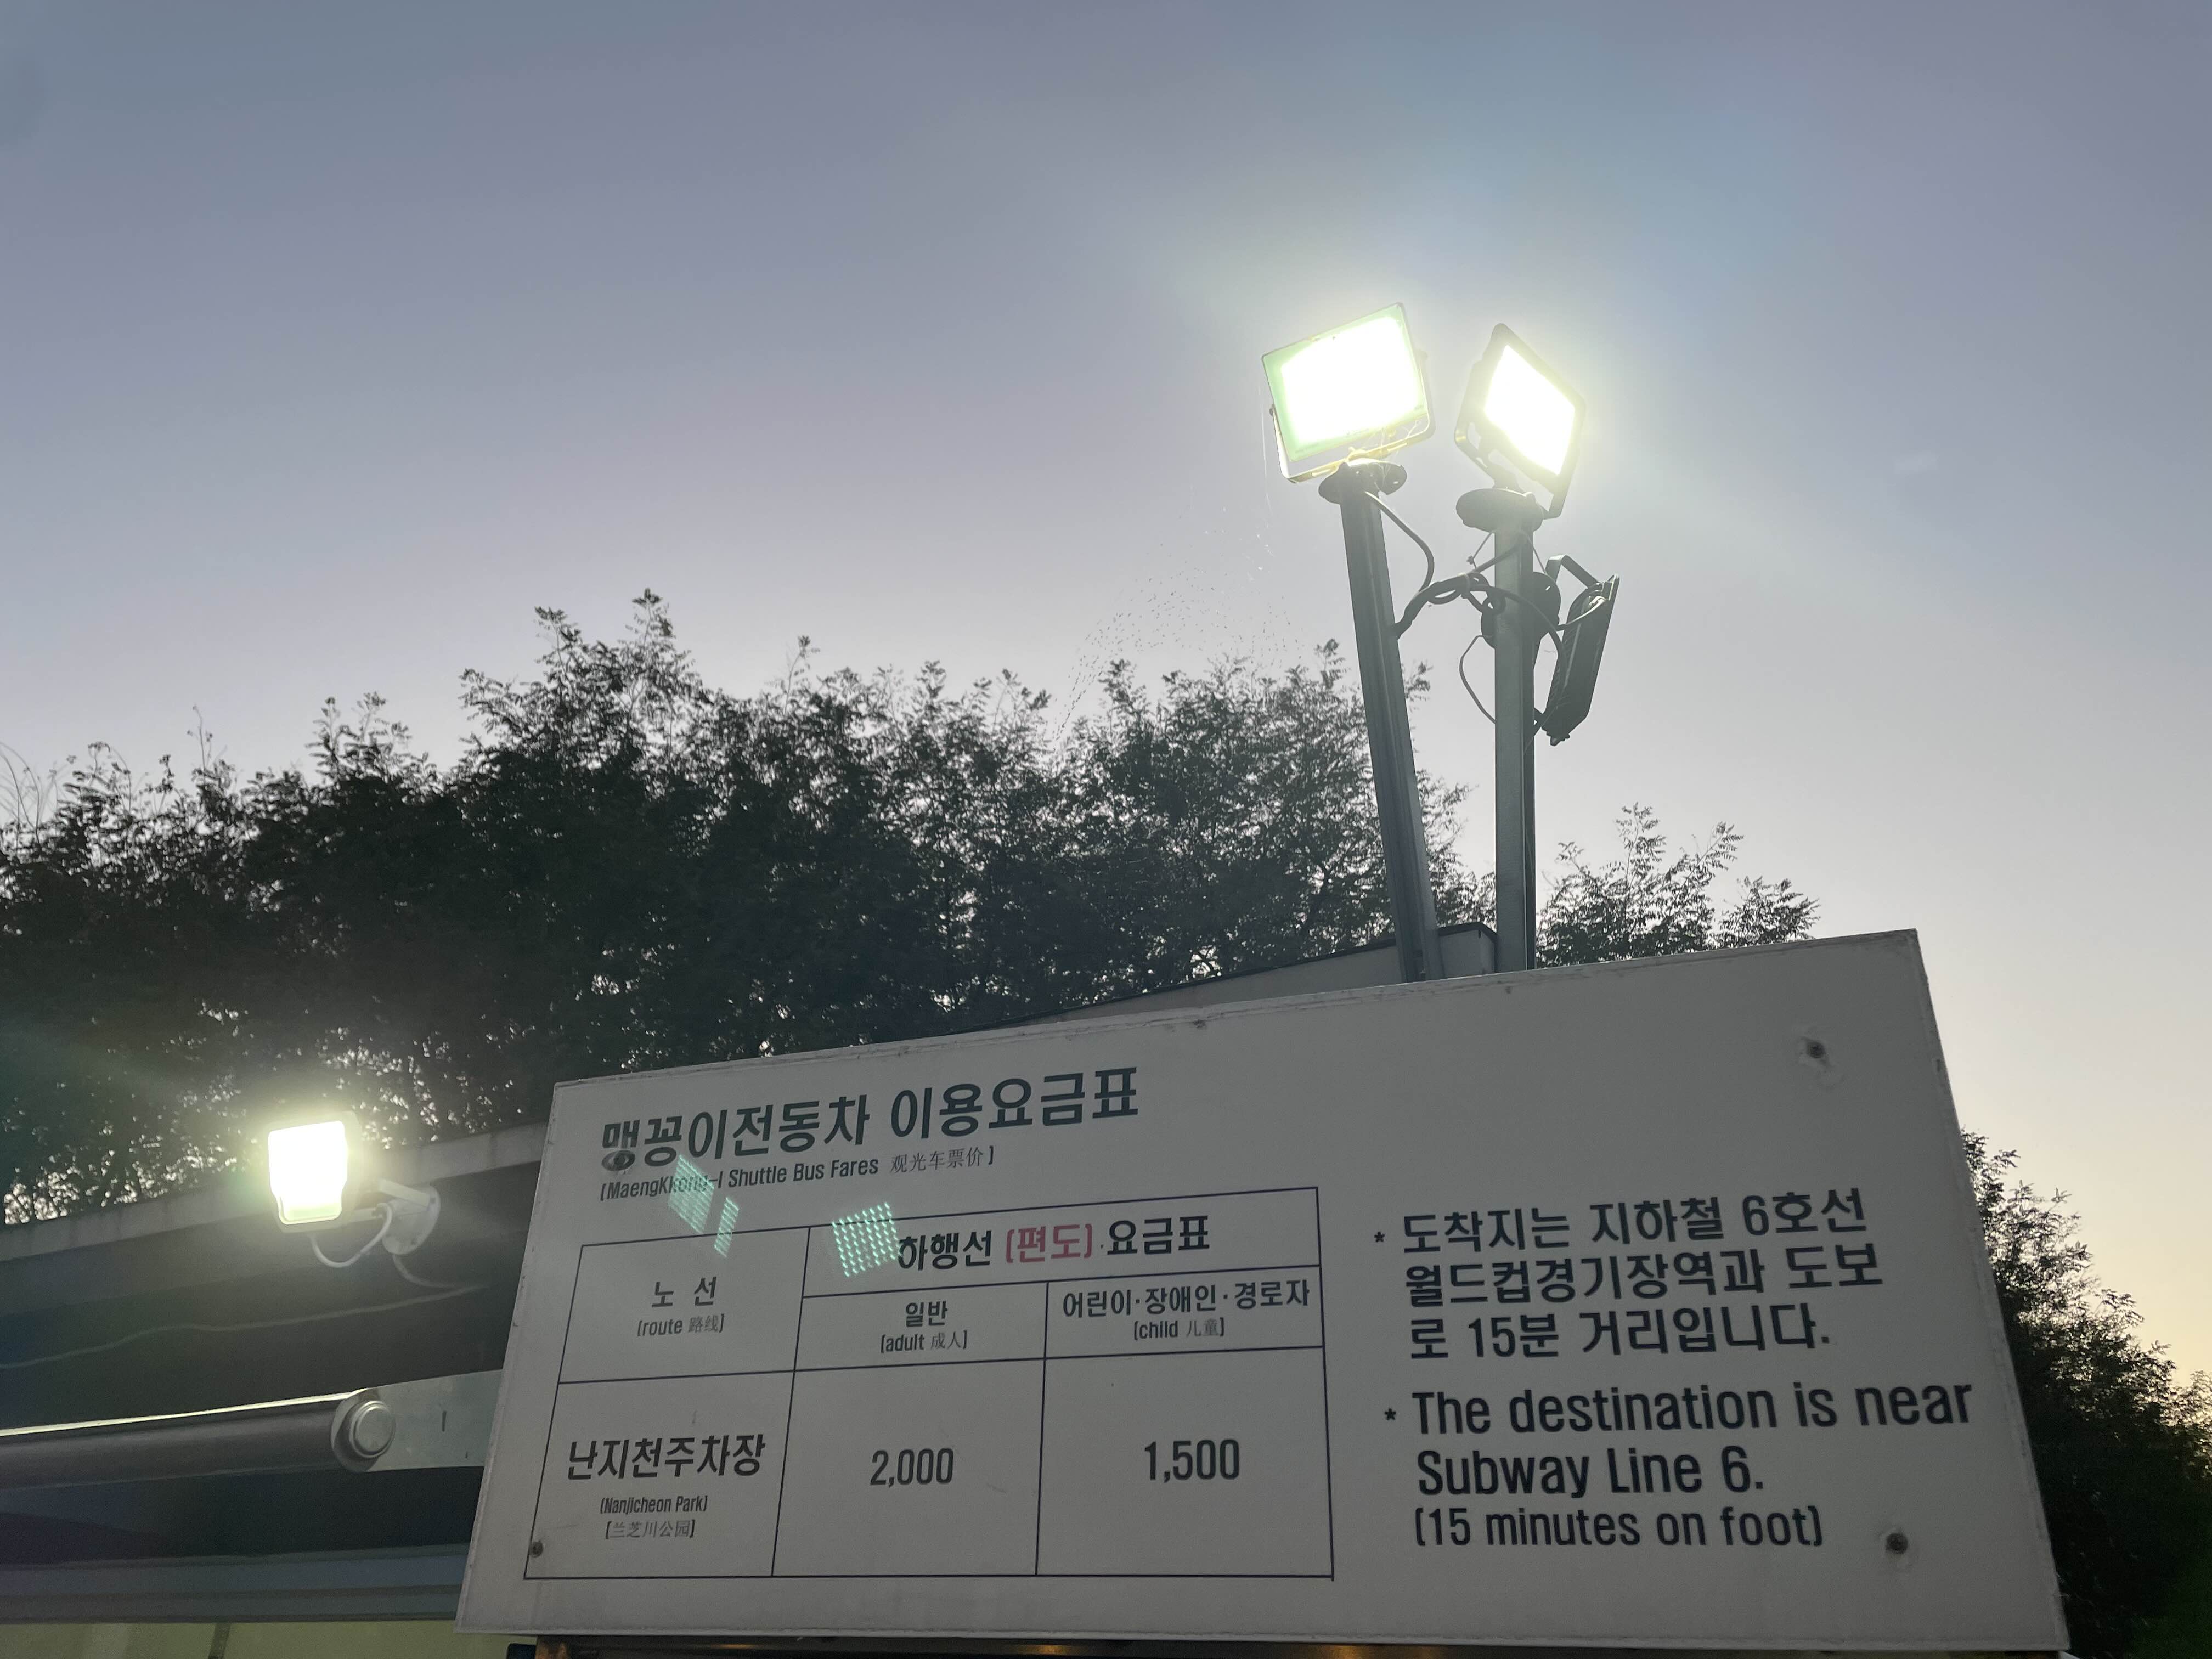 맹꽁이전동차 이용요금표
(MaengKkong-I Shuttle Bus Fares 观光车票价)
노 선
(route 路线)
하행선 (편도) 요금표
일반
(adult 成人)
어린이·장애인·경로자
(child 儿童)
난지천주차장
(Nanjicheon Park)
(兰芝川公园)
2,000
1,500
* 도착지는 지하철 6호선
월드컵경기장역과 도보
로 15분 거리입니다.
* The destination is near
Subway Line 6.
(15 minutes on foot)